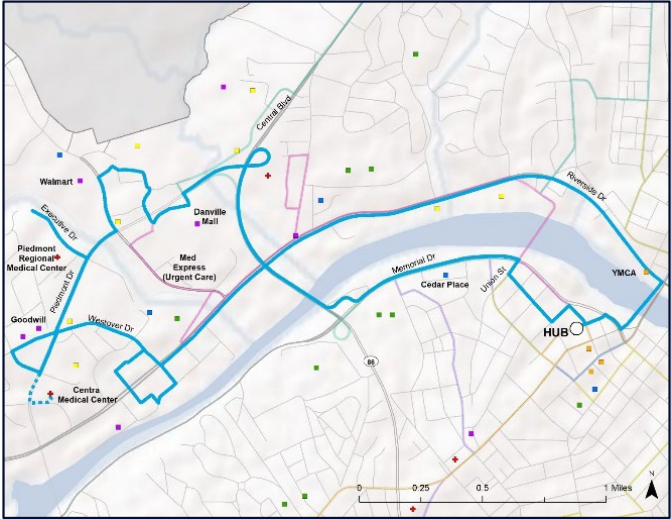 Central Blvd
Walmart
Riverside Dr
Executive Dr
Danville
Mall
Piedmont
Regional
Medical Center
Med
Express
(Urgent Care)
Memorial Dr
Piedmont Dr
Union St
YMCA
Cedar Place
Goodwill
Westover Dr
HUB
86
Centra
Medical Center
N
0 0.25 0.5 1 Miles